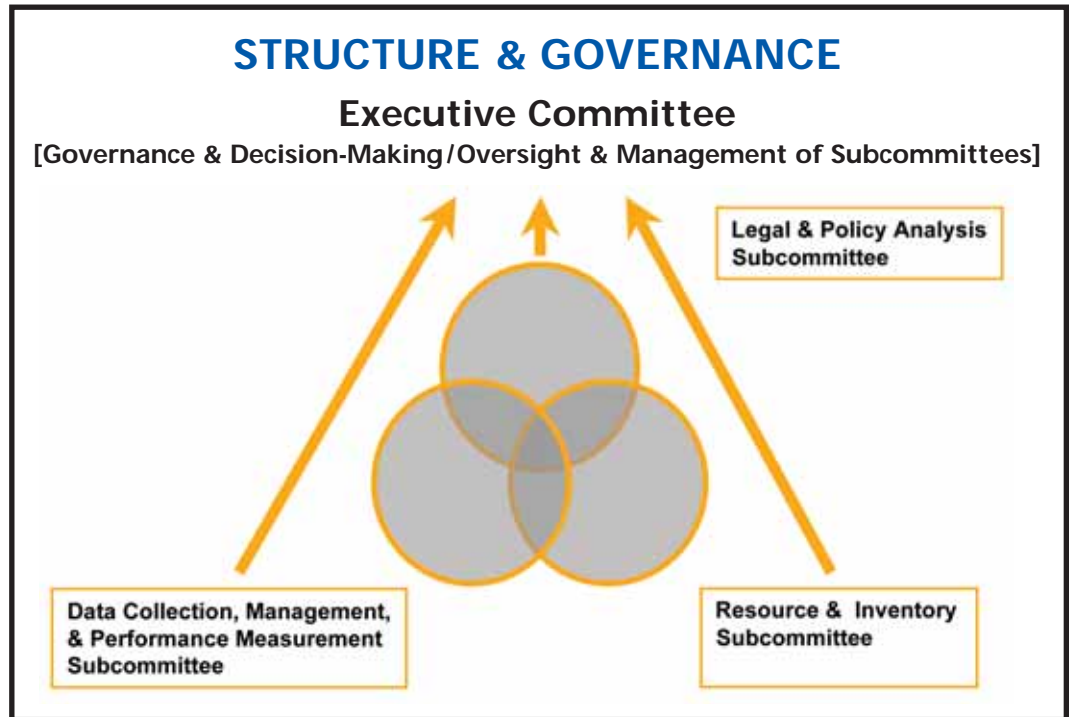 STRUCTURE & GOVERNANCE
Executive Committee
[Governance & Decision-Making/Oversight & Management of Subcommittees]
Legal & Policy Analysis
Subcommittee
Data Collection, Management,
& Performance Measurement
Subcommittee
Resource & Inventory
Subcommittee